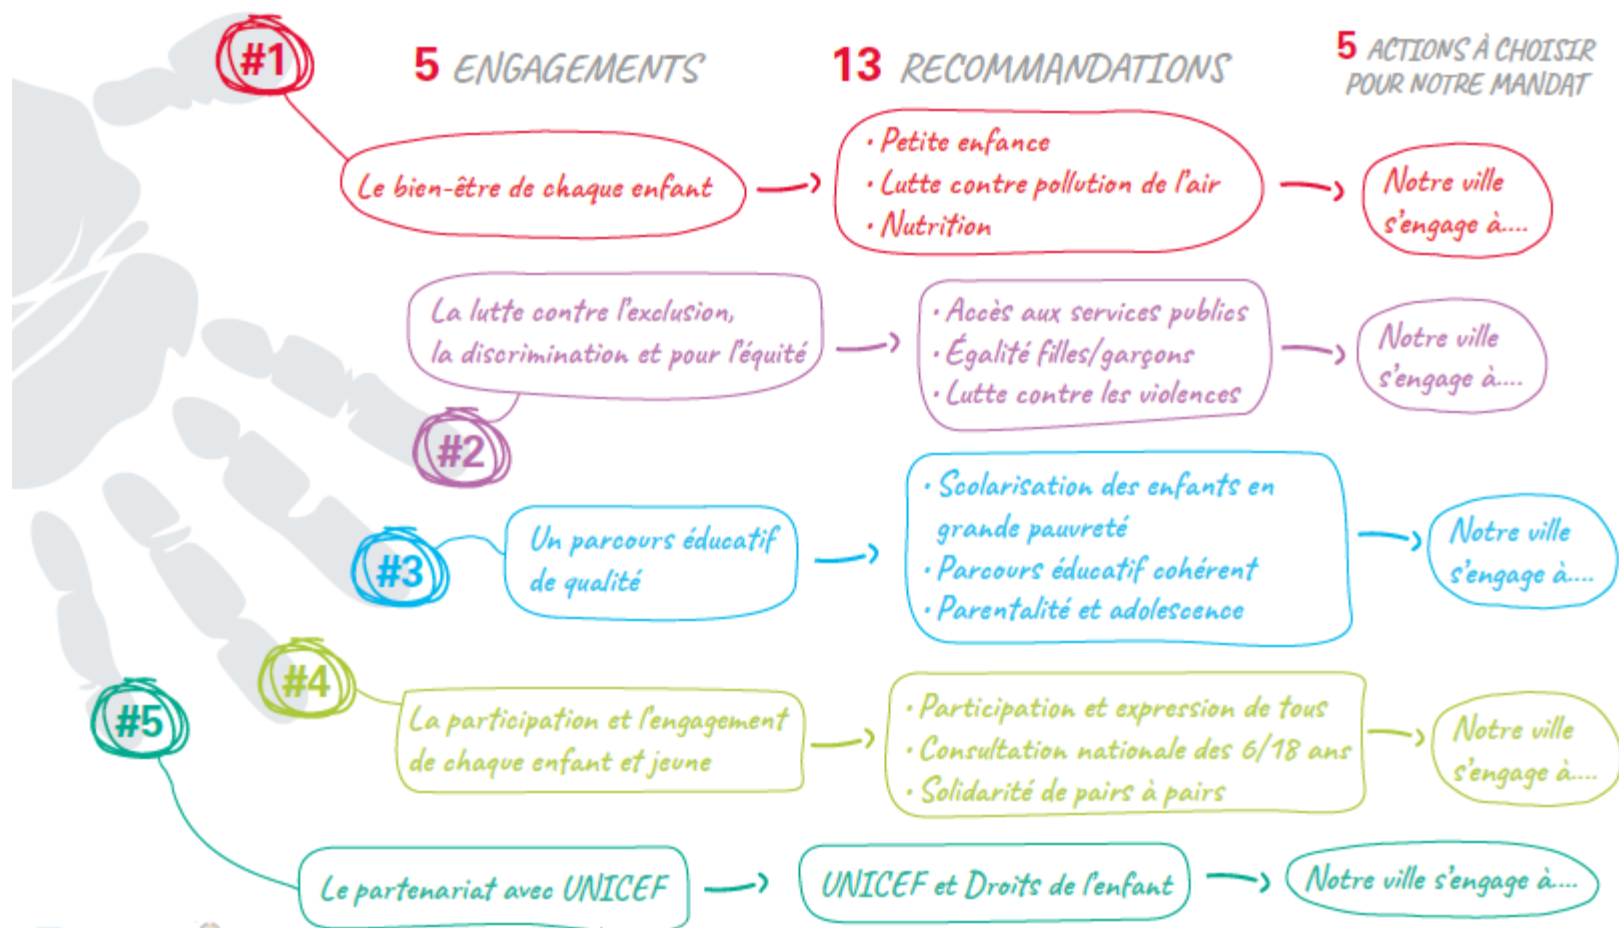 #1
5 ENGAGEMENTS
13 RECOMMANDATIONS
5 ACTIONS À CHOISIR
POUR NOTRE MANDAT
Le bien-être de chaque enfant
• Petite enfance
• Lutte contre pollution de l'air
• Nutrition
Notre ville
s'engage à....
La lutte contre l'exclusion,
la discrimination et pour l'équité
• Accès aux services publics
• Égalité filles/garçons
• Lutte contre les violences
Notre ville
s'engage à....
#2
#3
Un parcours éducatif
de qualité
• Scolarisation des enfants en
grande pauvreté
• Parcours éducatif cohérent
• Parentalité et adolescence
Notre ville
s'engage à....
#4
La participation et l'engagement
de chaque enfant et jeune
• Participation et expression de tous
• Consultation nationale des 6/18 ans
• Solidarité de pairs à pairs
Notre ville
s'engage à....
#5
Le partenariat avec UNICEF
UNICEF et Droits de l'enfant
Notre ville s'engage à....